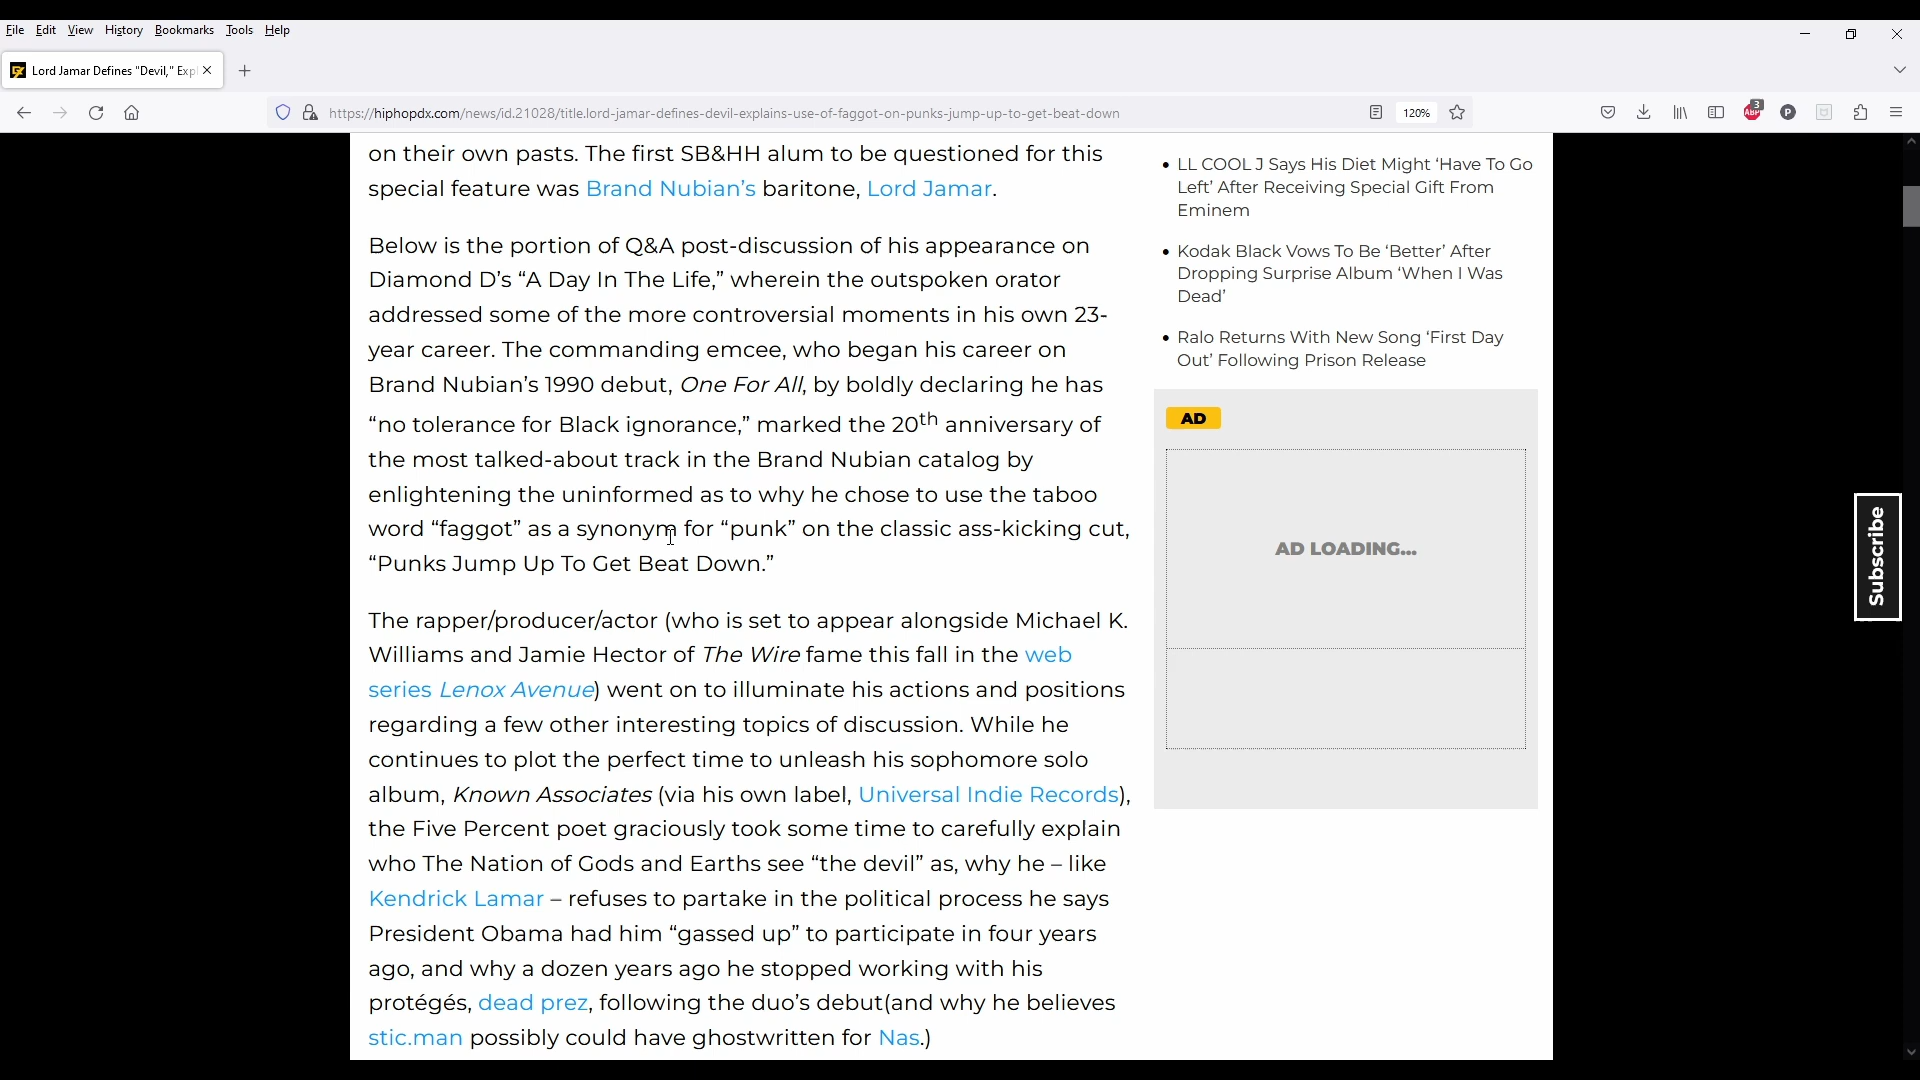 File Edit View History Bookmarks Tools Help
Lord Jamar Defines "Devil," Exp
https://hiphopdx.com/news/id.21028/title.lord-jamar-defines-devil-explains-use-of-faggot-on-punks-jump-up-to-get-beat-down
120%
3
ABP
P
on their own pasts. The first SB&HH alum to be questioned for this
special feature was Brand Nubian’s baritone, Lord Jamar.
Below is the portion of Q&A post-discussion of his appearance on
Diamond D’s “A Day In The Life,” wherein the outspoken orator
addressed some of the more controversial moments in his own 23-
year career. The commanding emcee, who began his career on
Brand Nubian’s 1990 debut, One For All, by boldly declaring he has
“no tolerance for Black ignorance,” marked the 20th anniversary of
the most talked-about track in the Brand Nubian catalog by
enlightening the uninformed as to why he chose to use the taboo
word “faggot” as a synonym for “punk” on the classic ass-kicking cut,
“Punks Jump Up To Get Beat Down.”
The rapper/producer/actor (who is set to appear alongside Michael K.
Williams and Jamie Hector of The Wire fame this fall in the web
series Lenox Avenue) went on to illuminate his actions and positions
regarding a few other interesting topics of discussion. While he
continues to plot the perfect time to unleash his sophomore solo
album, Known Associates (via his own label, Universal Indie Records),
the Five Percent poet graciously took some time to carefully explain
who The Nation of Gods and Earths see “the devil” as, why he – like
Kendrick Lamar – refuses to partake in the political process he says
President Obama had him “gassed up” to participate in four years
ago, and why a dozen years ago he stopped working with his
protégés, dead prez, following the duo’s debut(and why he believes
stic.man possibly could have ghostwritten for Nas.)
LL COOL J Says His Diet Might ‘Have To Go
Left’ After Receiving Special Gift From
Eminem
Kodak Black Vows To Be ‘Better’ After
Dropping Surprise Album ‘When I Was
Dead’
Ralo Returns With New Song ‘First Day
Out’ Following Prison Release
AD
AD LOADING...
Subscribe